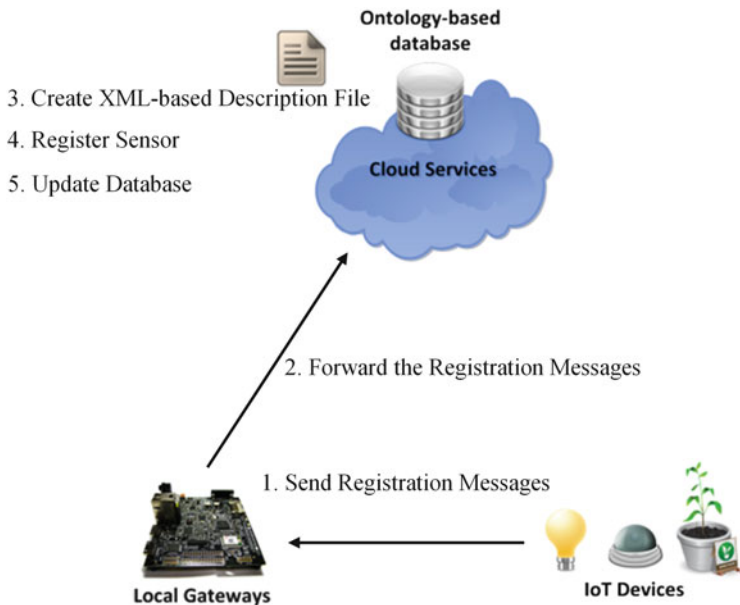 Ontology-based
database
3. Create XML-based Description File
4. Register Sensor
5. Update Database
Cloud Services
2. Forward the Registration Messages
1. Send Registration Messages
Local Gateways
IoT Devices